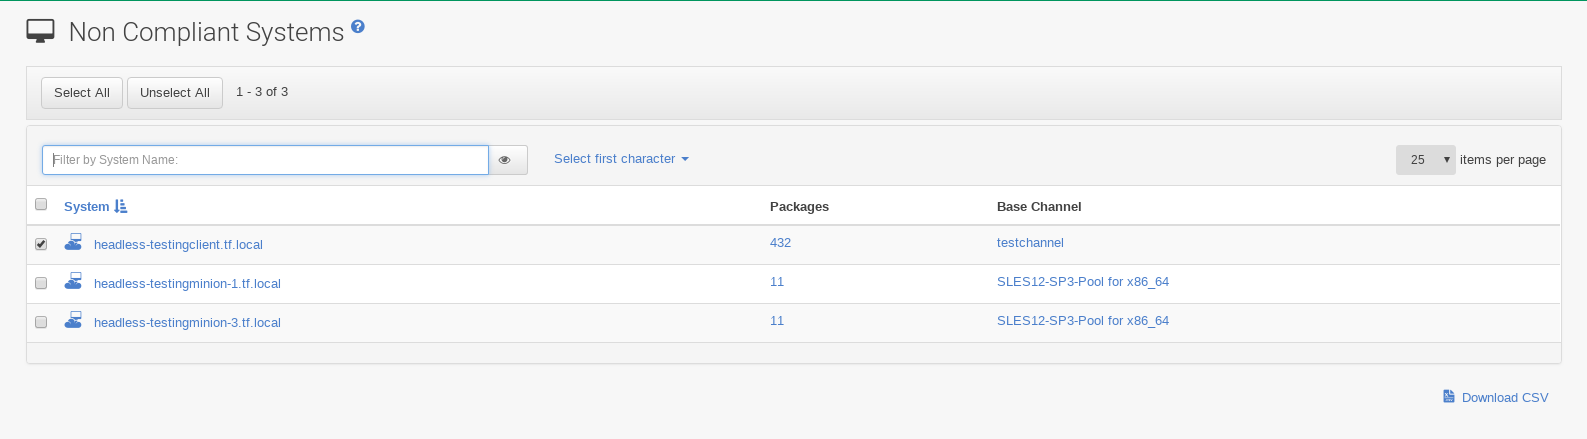 Non Compliant Systems ?
Select All Unselect All 1 - 3 of 3
Filter by System Name: Select first character 25 items per page
System Packages Base Channel
headless-testingclient.tf.local 432 testchannel
headless-testingminion-1.tf.local 11 SLES12-SP3-Pool for x86_64
headless-testingminion-3.tf.local 11 SLES12-SP3-Pool for x86_64
Download CSV